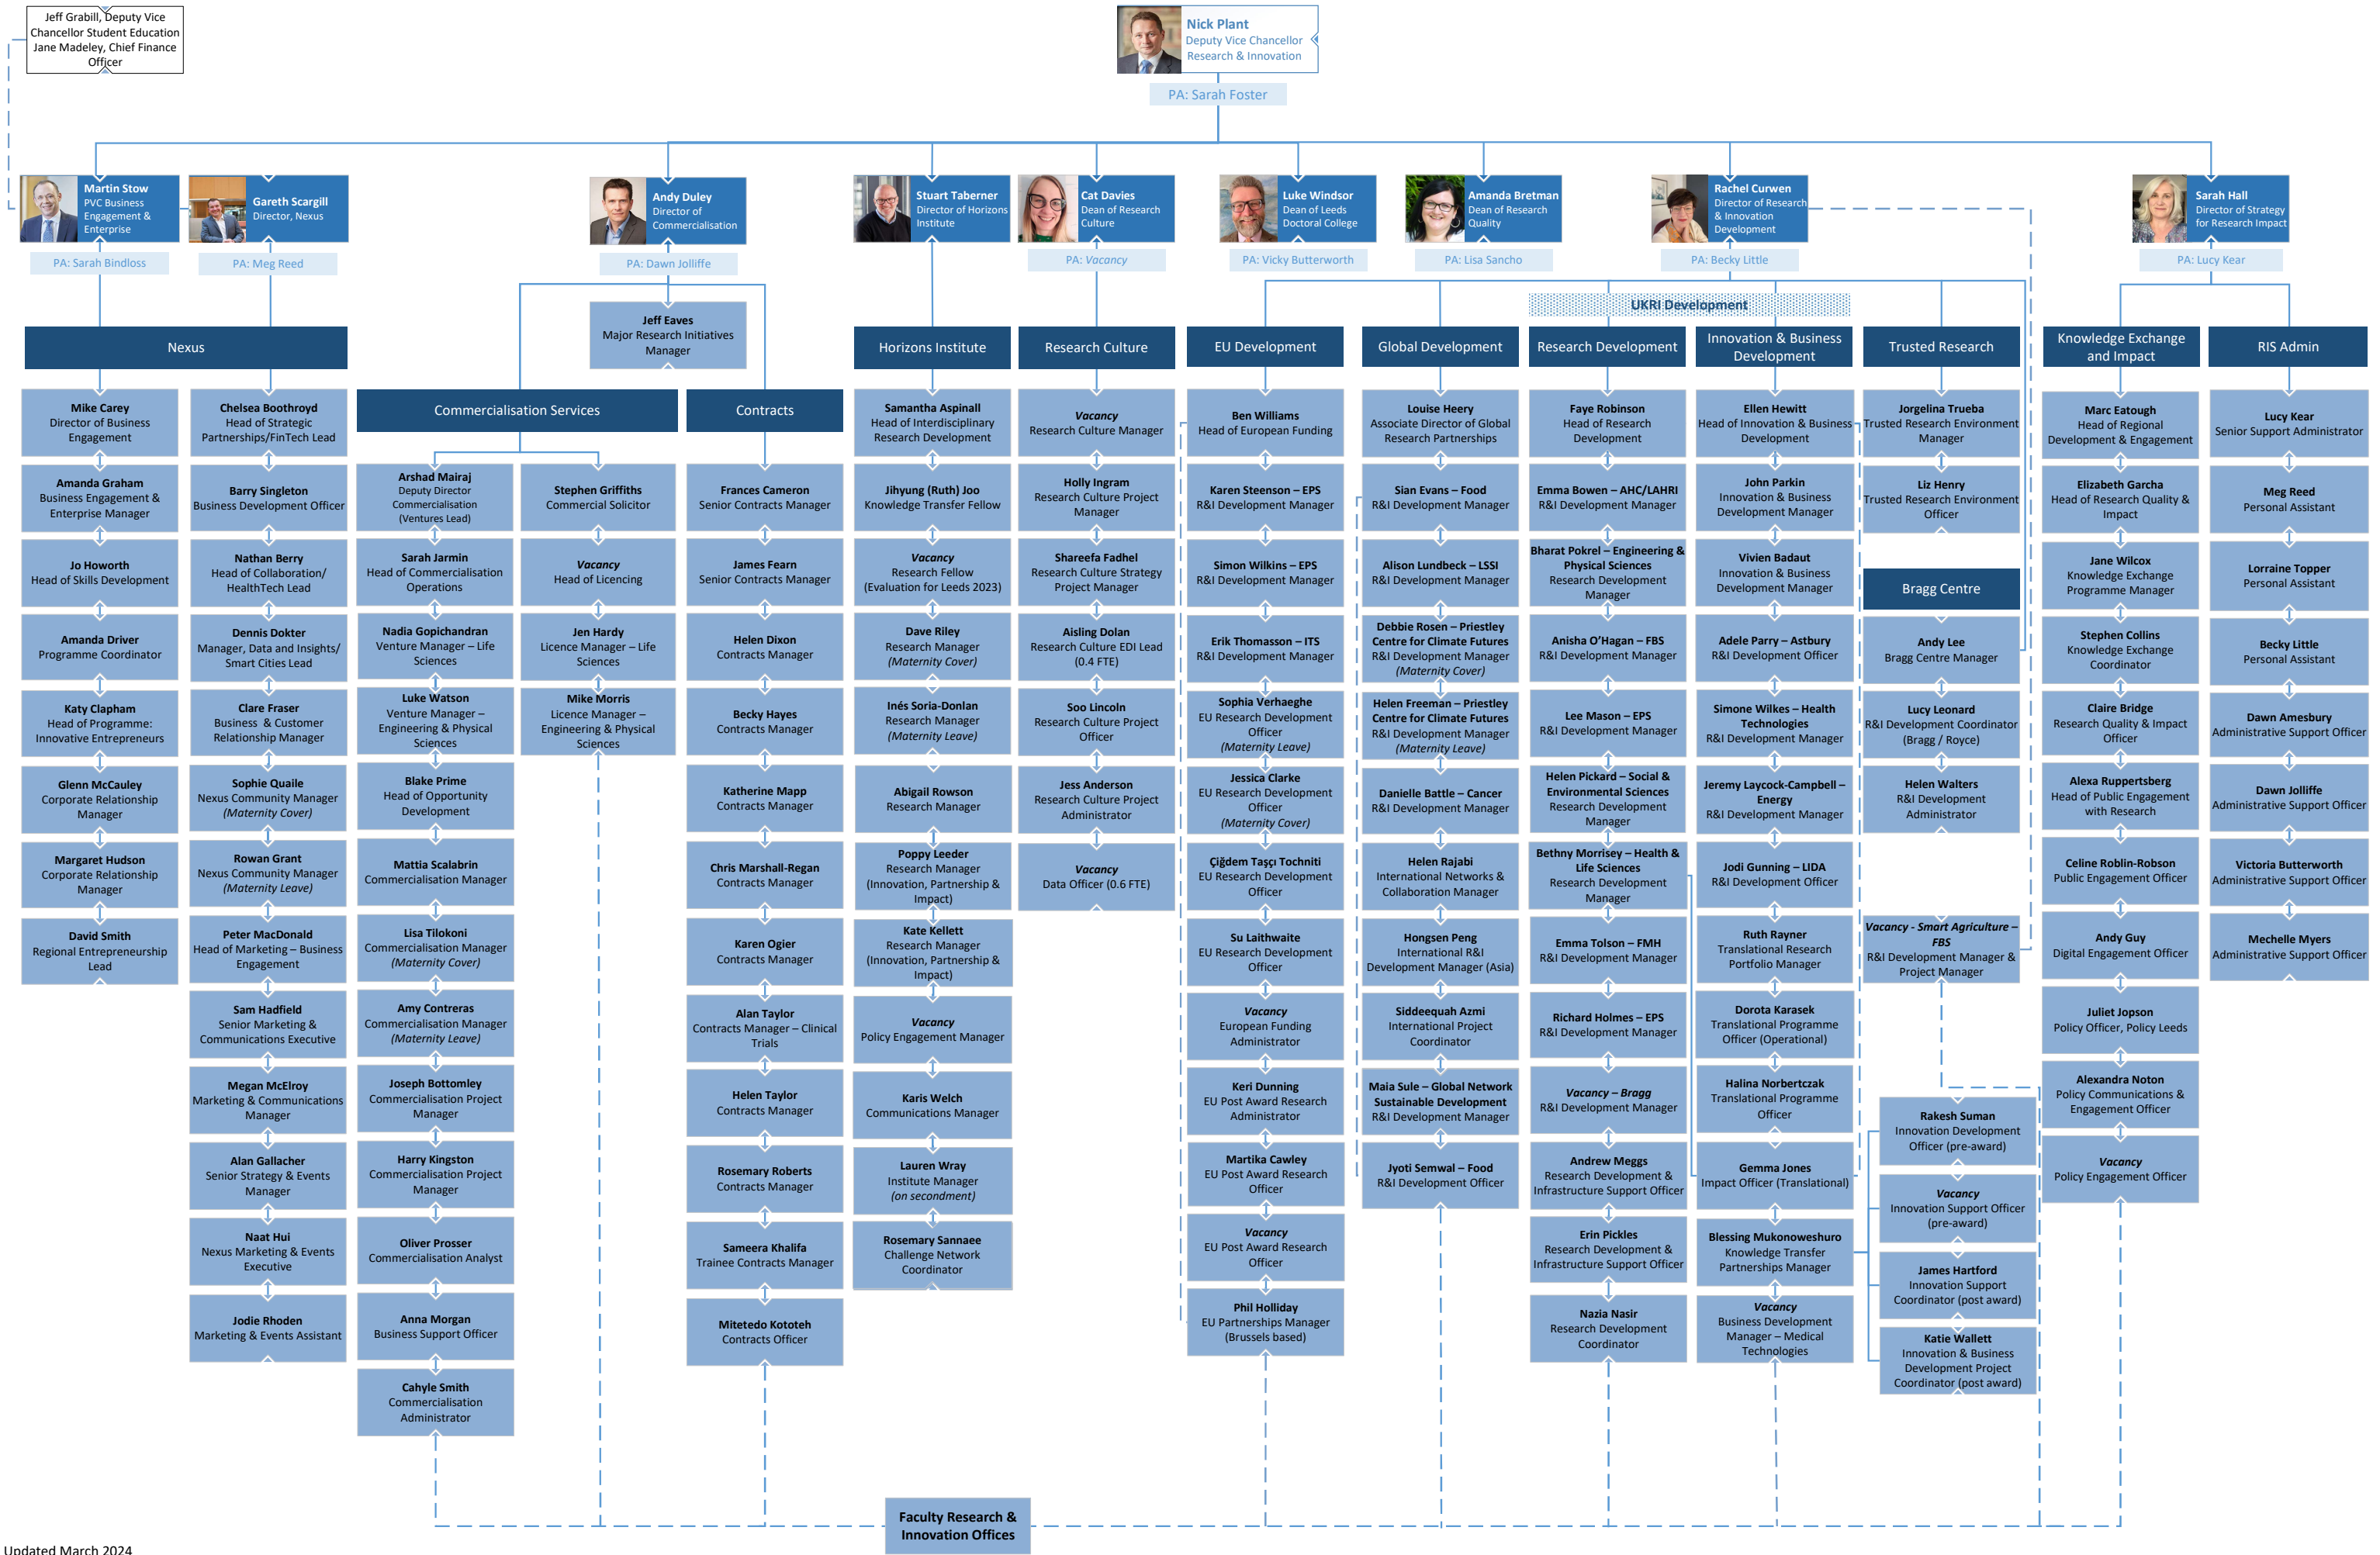 Jeff Grabill, Deputy Vice
Chancellor Student Education
Jane Madeley, Chief Finance
Officer
Nick Plant
Deputy Vice Chancellor
Research & Innovation
PA: Sarah Foster
Martin Stow
PVC Business
Engagement &
Enterprise
PA: Sarah Bindloss
Gareth Scargill
Director, Nexus
PA: Meg Reed
Andy Duley
Director of
Commercialisation
PA: Dawn Jolliffe
Stuart Taberner
Director of Horizons
Institute
Cat Davies
Dean of Research
Culture
PA: Vacancy
Luke Windsor
Dean of Leeds
Doctoral College
PA: Vicky Butterworth
Amanda Bretman
Dean of Research
Quality
PA: Lisa Sancho
Rachel Curwen
Director of Research
& Innovation
Development
PA: Becky Little
Sarah Hall
Director of Strategy
for Research Impact
PA: Lucy Kear
Jeff Eaves
Major Research Initiatives
Manager
UKRI Development
Nexus
Mike Carey
Director of Business
Engagement
Amanda Graham
Business Engagement &
Enterprise Manager
Jo Howorth
Head of Skills Development
Amanda Driver
Programme Coordinator
Katy Clapham
Head of Programme:
Innovative Entrepreneurs
Glenn McCauley
Corporate Relationship
Manager
Margaret Hudson
Corporate Relationship
Manager
David Smith
Regional Entrepreneurship
Lead
Chelsea Boothroyd
Head of Strategic
Partnerships/FinTech Lead
Barry Singleton
Business Development Officer
Nathan Berry
Head of Collaboration/
HealthTech Lead
Dennis Dokter
Manager, Data and Insights/
Smart Cities Lead
Clare Fraser
Business & Customer
Relationship Manager
Sophie Quaile
Nexus Community Manager
(Maternity Cover)
Rowan Grant
Nexus Community Manager
(Maternity Leave)
Peter MacDonald
Head of Marketing – Business
Engagement
Sam Hadfield
Senior Marketing &
Communications Executive
Megan McElroy
Marketing & Communications
Manager
Alan Gallacher
Senior Strategy & Events
Manager
Naat Hui
Nexus Marketing & Events
Executive
Jodie Rhoden
Marketing & Events Assistant
Commercialisation Services
Arshad Mairaj
Deputy Director
Commercialisation
(Ventures Lead)
Sarah Jarmin
Head of Commercialisation
Operations
Nadia Gopichandran
Venture Manager – Life
Sciences
Luke Watson
Venture Manager –
Engineering & Physical
Sciences
Blake Prime
Head of Opportunity
Development
Mattia Scalabrin
Commercialisation Manager
Lisa Tilokoni
Commercialisation Manager
(Maternity Cover)
Amy Contreras
Commercialisation Manager
(Maternity Leave)
Joseph Bottomley
Commercialisation Project
Manager
Harry Kingston
Commercialisation Project
Manager
Oliver Prosser
Commercialisation Analyst
Anna Morgan
Business Support Officer
Cahyle Smith
Commercialisation
Administrator
Stephen Griffiths
Commercial Solicitor
Vacancy
Head of Licencing
Jen Hardy
Licence Manager – Life
Sciences
Mike Morris
Licence Manager –
Engineering & Physical
Sciences
Contracts
Frances Cameron
Senior Contracts Manager
James Fearn
Senior Contracts Manager
Helen Dixon
Contracts Manager
Becky Hayes
Contracts Manager
Katherine Mapp
Contracts Manager
Chris Marshall-Regan
Contracts Manager
Karen Ogier
Contracts Manager
Alan Taylor
Contracts Manager – Clinical
Trials
Helen Taylor
Contracts Manager
Rosemary Roberts
Contracts Manager
Sameera Khalifa
Trainee Contracts Manager
Mitetedo Kototeh
Contracts Officer
Horizons Institute
Samantha Aspinall
Head of Interdisciplinary
Research Development
Jihyung (Ruth) Joo
Knowledge Transfer Fellow
Vacancy
Research Fellow
(Evaluation for Leeds 2023)
Dave Riley
Research Manager
(Maternity Cover)
Inés Soria-Donlan
Research Manager
(Maternity Leave)
Abigail Rowson
Research Manager
Poppy Leeder
Research Manager
(Innovation, Partnership &
Impact)
Kate Kellett
Research Manager
(Innovation, Partnership &
Impact)
Vacancy
Policy Engagement Manager
Karis Welch
Communications Manager
Lauren Wray
Institute Manager
(on secondment)
Rosemary Sannaee
Challenge Network
Coordinator
Research Culture
Vacancy
Research Culture Manager
Holly Ingram
Research Culture Project
Manager
Shareefa Fadhel
Research Culture Strategy
Project Manager
Aisling Dolan
Research Culture EDI Lead
(0.4 FTE)
Soo Lincoln
Research Culture Project
Officer
Jess Anderson
Research Culture Project
Administrator
Vacancy
Data Officer (0.6 FTE)
EU Development
Ben Williams
Head of European Funding
Karen Steenson – EPS
R&I Development Manager
Simon Wilkins – EPS
R&I Development Manager
Erik Thomasson – ITS
R&I Development Manager
Sophia Verhaeghe
EU Research Development
Officer
(Maternity Leave)
Jessica Clarke
EU Research Development
Officer
(Maternity Cover)
Çiğdem Taşçı Tochniti
EU Research Development
Officer
Su Laithwaite
EU Research Development
Officer
Vacancy
European Funding
Administrator
Keri Dunning
EU Post Award Research
Administrator
Martika Cawley
EU Post Award Research
Officer
Vacancy
EU Post Award Research
Officer
Phil Holliday
EU Partnerships Manager
(Brussels based)
Global Development
Louise Heery
Associate Director of Global
Research Partnerships
Sian Evans – Food
R&I Development Manager
Alison Lundbeck – LSSI
R&I Development Manager
Debbie Rosen – Priestley
Centre for Climate Futures
R&I Development Manager
(Maternity Cover)
Helen Freeman – Priestley
Centre for Climate Futures
R&I Development Manager
(Maternity Leave)
Danielle Battle – Cancer
R&I Development Manager
Helen Rajabi
International Networks &
Collaboration Manager
Hongsen Peng
International R&I
Development Manager (Asia)
Siddeequah Azmi
International Project
Coordinator
Maia Sule – Global Network
Sustainable Development
R&I Development Manager
Jyoti Semwal – Food
R&I Development Officer
Research Development
Faye Robinson
Head of Research
Development
Emma Bowen – AHC/LAHRI
R&I Development Manager
Bharat Pokrel – Engineering &
Physical Sciences
Research Development
Manager
Anisha O’Hagan – FBS
R&I Development Manager
Lee Mason – EPS
R&I Development Manager
Helen Pickard – Social &
Environmental Sciences
Research Development
Manager
Bethny Morrisey – Health &
Life Sciences
Research Development
Manager
Emma Tolson – FMH
R&I Development Manager
Richard Holmes – EPS
R&I Development Manager
Vacancy – Bragg
R&I Development Manager
Andrew Meggs
Research Development &
Infrastructure Support Officer
Erin Pickles
Research Development &
Infrastructure Support Officer
Nazia Nasir
Research Development
Coordinator
Innovation & Business
Development
Ellen Hewitt
Head of Innovation & Business
Development
John Parkin
Innovation & Business
Development Manager
Vivien Badaut
Innovation & Business
Development Manager
Adele Parry – Astbury
R&I Development Officer
Simone Wilkes – Health
Technologies
R&I Development Manager
Jeremy Laycock-Campbell –
Energy
R&I Development Manager
Jodi Gunning – LIDA
R&I Development Officer
Ruth Rayner
Translational Research
Portfolio Manager
Dorota Karasek
Translational Programme
Officer (Operational)
Halina Norbertczak
Translational Programme
Officer
Gemma Jones
Impact Officer (Translational)
Blessing Mukonoweshuro
Knowledge Transfer
Partnerships Manager
Vacancy
Business Development
Manager – Medical
Technologies
Trusted Research
Jorgelina Trueba
Trusted Research Environment
Manager
Liz Henry
Trusted Research Environment
Officer
Bragg Centre
Andy Lee
Bragg Centre Manager
Lucy Leonard
R&I Development Coordinator
(Bragg / Royce)
Helen Walters
R&I Development
Administrator
Vacancy - Smart Agriculture –
FBS
R&I Development Manager &
Project Manager
Rakesh Suman
Innovation Development
Officer (pre-award)
Vacancy
Innovation Support Officer
(pre-award)
James Hartford
Innovation Support
Coordinator (post award)
Katie Wallett
Innovation & Business
Development Project
Coordinator (post award)
Knowledge Exchange
and Impact
Marc Eatough
Head of Regional
Development & Engagement
Elizabeth Garcha
Head of Research Quality &
Impact
Jane Wilcox
Knowledge Exchange
Programme Manager
Stephen Collins
Knowledge Exchange
Coordinator
Claire Bridge
Research Quality & Impact
Officer
Alexa Ruppertsberg
Head of Public Engagement
with Research
Celine Roblin-Robson
Public Engagement Officer
Andy Guy
Digital Engagement Officer
Juliet Jopson
Policy Officer, Policy Leeds
Alexandra Noton
Policy Communications &
Engagement Officer
Vacancy
Policy Engagement Officer
RIS Admin
Lucy Kear
Senior Support Administrator
Meg Reed
Personal Assistant
Lorraine Topper
Personal Assistant
Becky Little
Personal Assistant
Dawn Amesbury
Administrative Support Officer
Dawn Jolliffe
Administrative Support Officer
Victoria Butterworth
Administrative Support Officer
Mechelle Myers
Administrative Support Officer
Faculty Research &
Innovation Offices
Updated March 2024